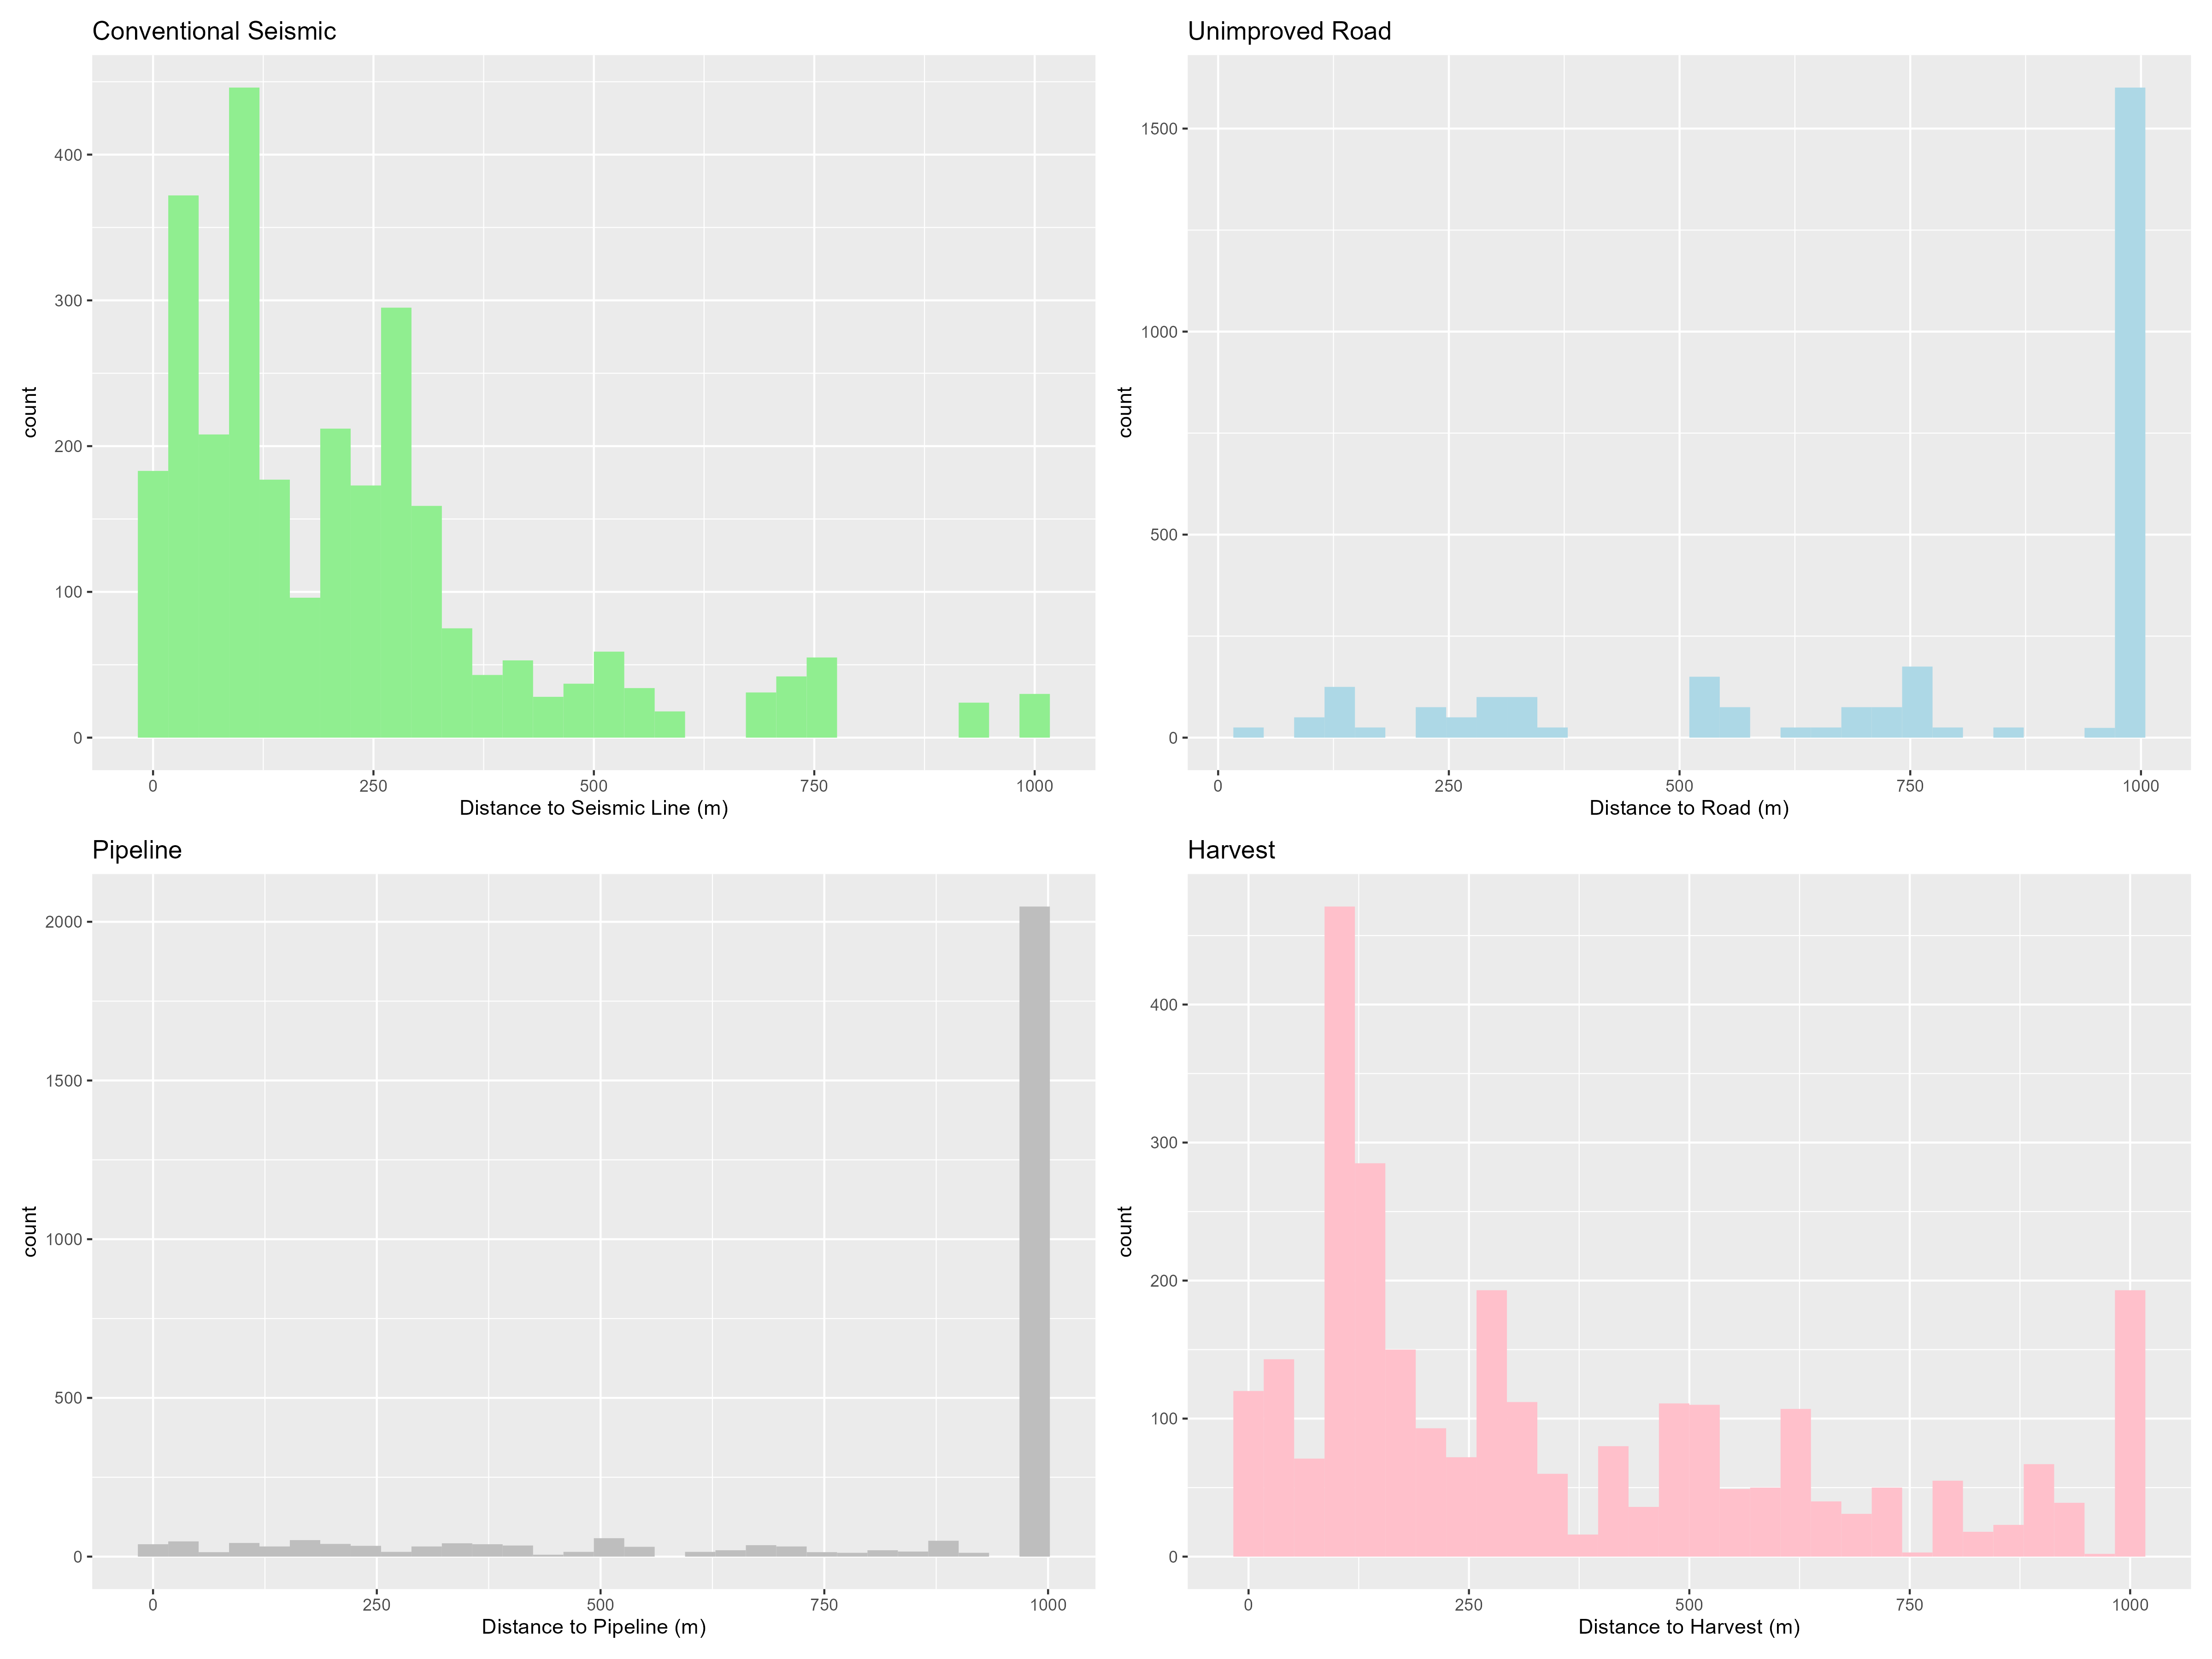 Conventional Seismic
400
300
200
100
0
count
0 250 500 750 1000
Distance to Seismic Line (m)
Unimproved Road
1500
1000
500
0
count
0 250 500 750 1000
Distance to Road (m)
Pipeline
2000
1500
1000
500
0
count
0 250 500 750 1000
Distance to Pipeline (m)
Harvest
400
300
200
100
0
count
0 250 500 750 1000
Distance to Harvest (m)